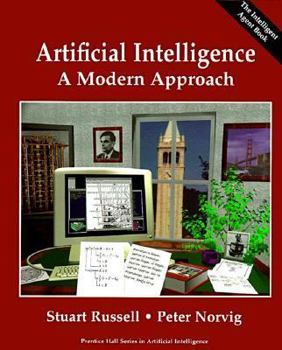 The Intelligent
Agent Book
Artificial Intelligence
A Modern Approach
Stuart Russell • Peter Norvig
Prentice Hall Series in Artificial Intelligence